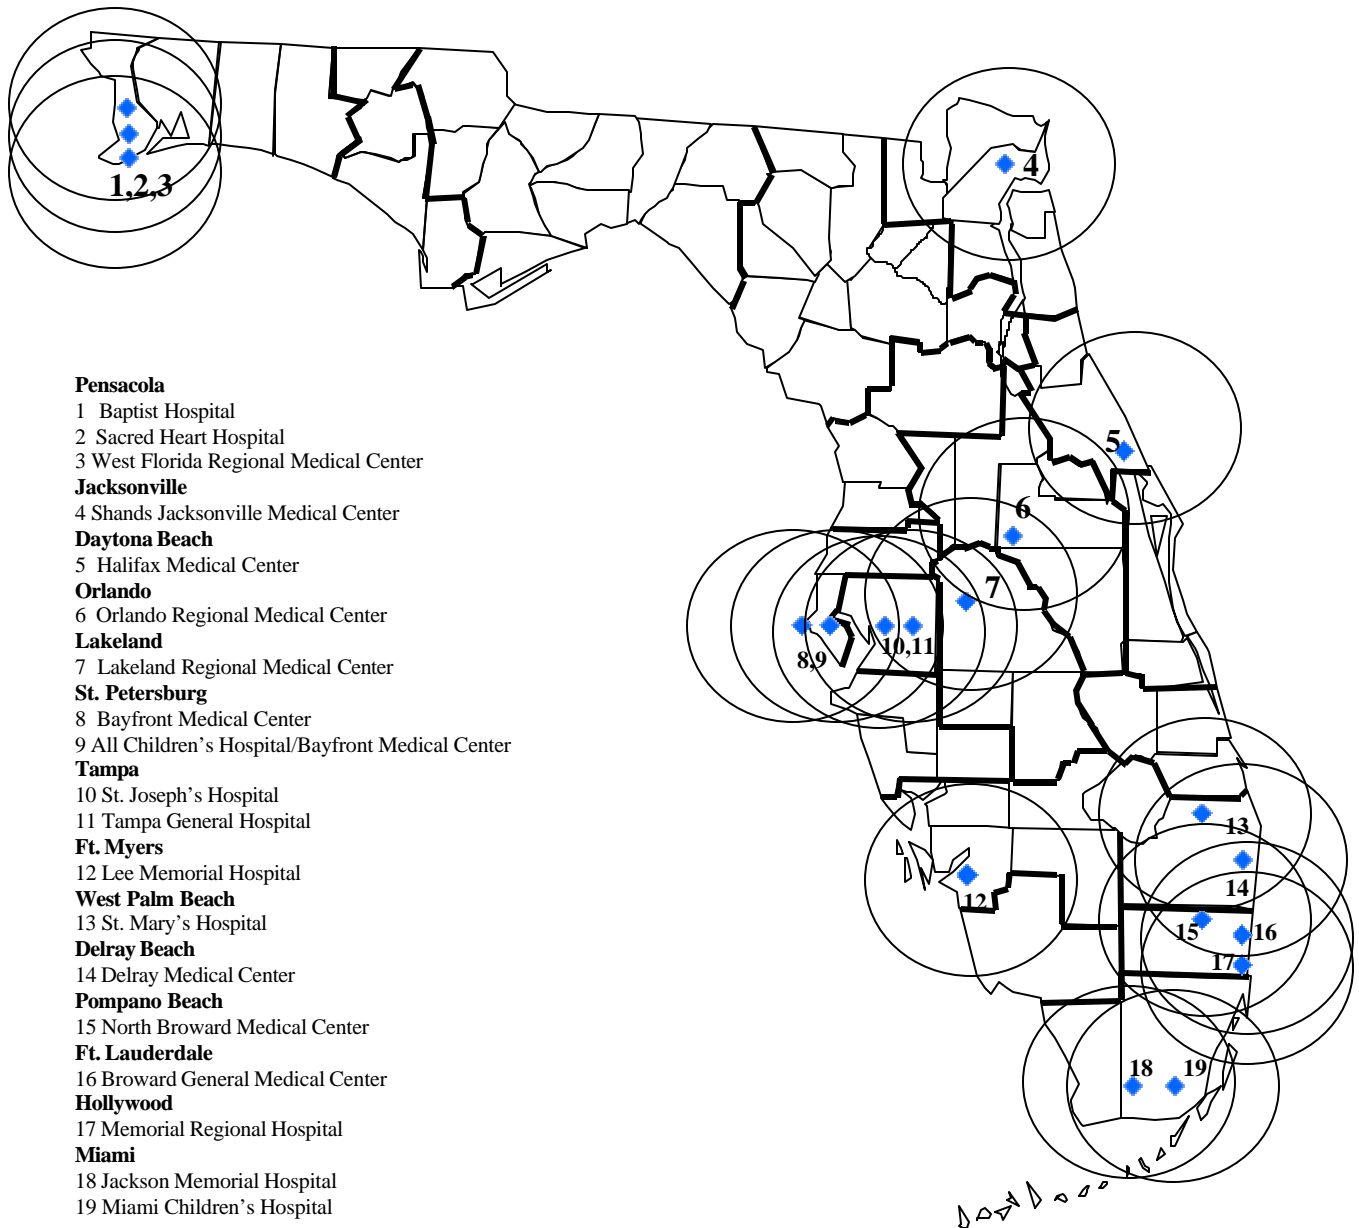 1,2,3
4
5
6
7
8,9
10,11
12
13
14
15
16
17
18
19
Pensacola
1 Baptist Hospital
2 Sacred Heart Hospital
3 West Florida Regional Medical Center
Jacksonville
4 Shands Jacksonville Medical Center
Daytona Beach
5 Halifax Medical Center
Orlando
6 Orlando Regional Medical Center
Lakeland
7 Lakeland Regional Medical Center
St. Petersburg
8 Bayfront Medical Center
9 All Children's Hospital/Bayfront Medical Center
Tampa
10 St. Joseph's Hospital
11 Tampa General Hospital
Ft. Myers
12 Lee Memorial Hospital
West Palm Beach
13 St. Mary's Hospital
Delray Beach
14 Delray Medical Center
Pompano Beach
15 North Broward Medical Center
Ft. Lauderdale
16 Broward General Medical Center
Hollywood
17 Memorial Regional Hospital
Miami
18 Jackson Memorial Hospital
19 Miami Children's Hospital